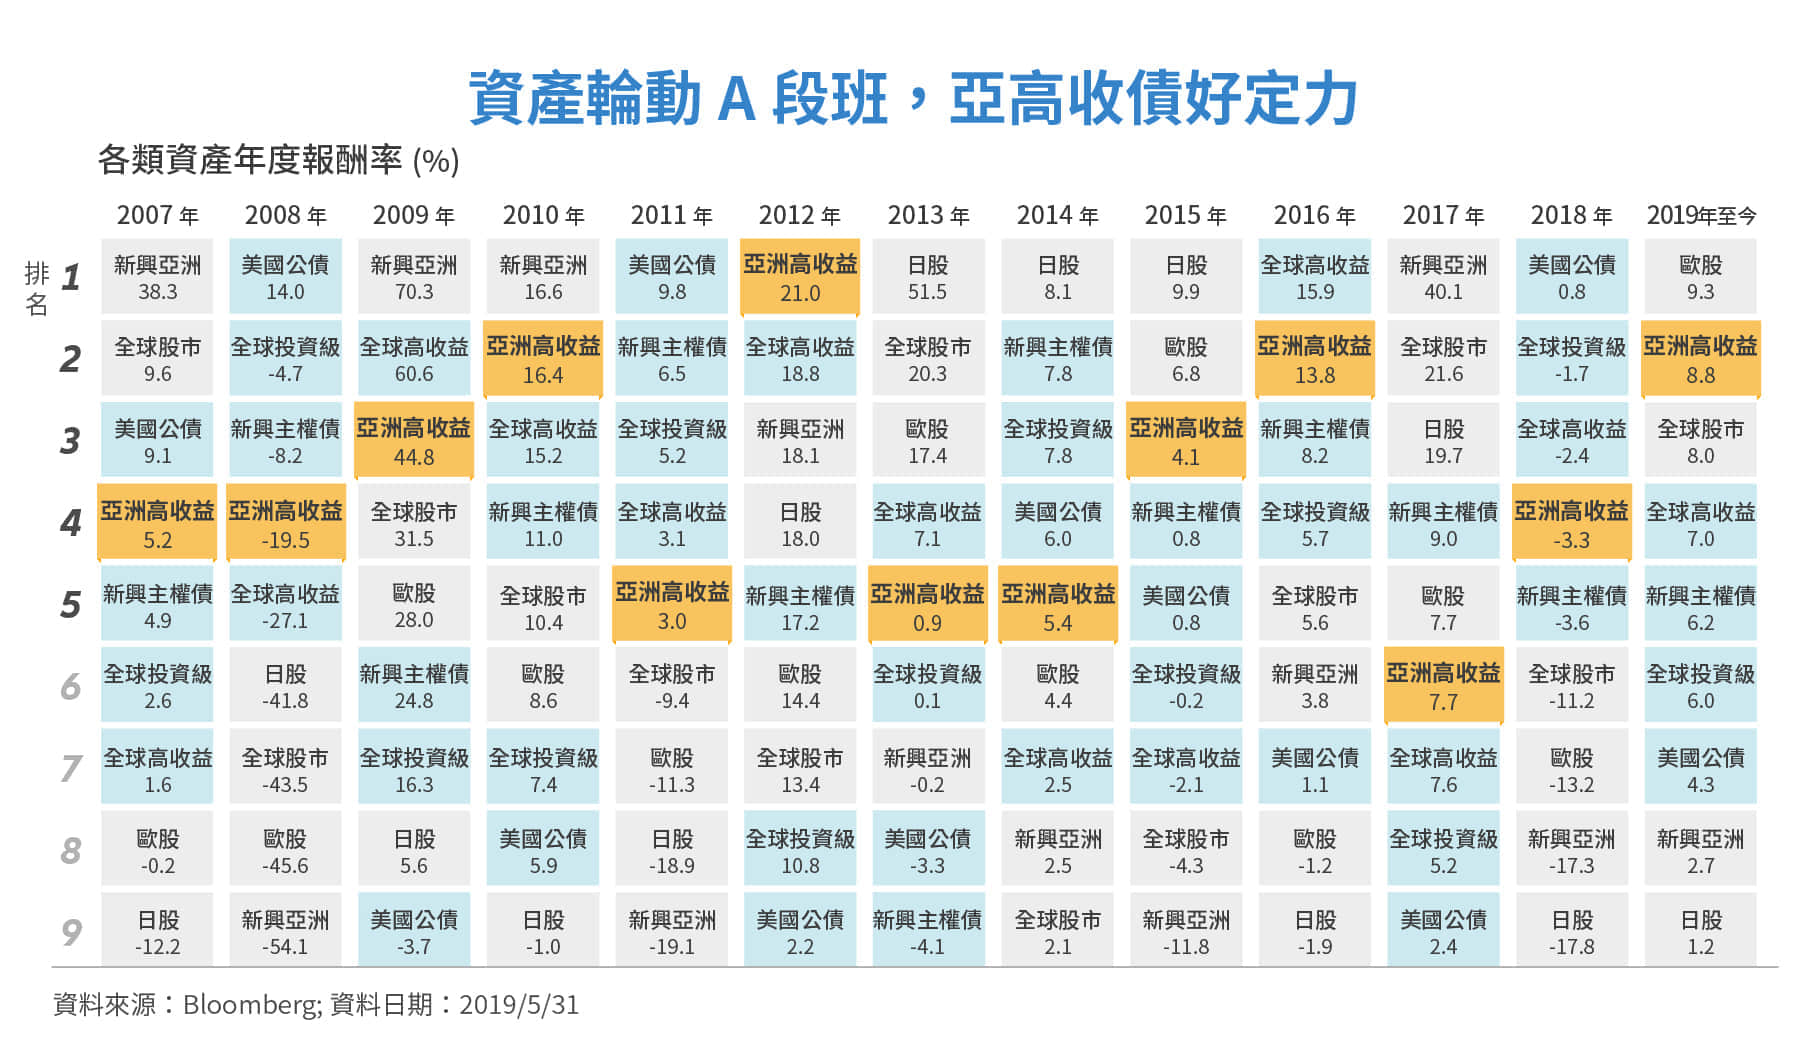 資產輪動 A 段班，亞高收債好定力
各類資產年度報酬率 (%)
2007 年 2008 年 2009 年 2010 年 2011 年 2012 年 2013 年 2014 年 2015 年 2016 年 2017 年 2018 年 2019年至今
排名
1 新興亞洲 美國公債 新興亞洲 新興亞洲 美國公債 亞洲高收益 日股 日股 日股 全球高收益 新興亞洲 美國公債 歐股
38.3 14.0 70.3 16.6 9.8 21.0 51.5 8.1 9.9 15.9 40.1 0.8 9.3
2 全球股市 全球投資級 全球高收益 亞洲高收益 新興主權債 全球高收益 全球股市 新興主權債 歐股 亞洲高收益 全球股市 全球投資級 亞洲高收益
9.6 -4.7 60.6 16.4 6.5 18.8 20.3 7.8 6.8 13.8 21.6 -1.7 8.8
3 美國公債 新興主權債 亞洲高收益 全球高收益 全球投資級 新興亞洲 歐股 全球投資級 亞洲高收益 新興主權債 日股 全球高收益 全球股市
9.1 -8.2 44.8 15.2 5.2 18.1 17.4 7.8 4.1 8.2 19.7 -2.4 8.0
4 亞洲高收益 亞洲高收益 全球股市 新興主權債 全球高收益 日股 全球高收益 美國公債 新興主權債 全球投資級 新興主權債 亞洲高收益 全球高收益
5.2 -19.5 31.5 11.0 3.1 18.0 7.1 6.0 0.8 5.7 9.0 -3.3 7.0
5 新興主權債 全球高收益 歐股 全球股市 亞洲高收益 新興主權債 亞洲高收益 亞洲高收益 美國公債 全球股市 歐股 新興主權債 新興主權債
4.9 -27.1 28.0 10.4 3.0 17.2 0.9 5.4 0.8 5.6 7.7 -3.6 6.2
6 全球投資級 日股 新興主權債 歐股 全球股市 歐股 全球投資級 歐股 全球投資級 新興亞洲 亞洲高收益 全球股市 全球投資級
2.6 -41.8 24.8 8.6 -9.4 14.4 0.1 4.4 -0.2 3.8 7.7 -11.2 6.0
7 全球高收益 全球股市 全球投資級 全球投資級 歐股 全球股市 新興亞洲 全球高收益 全球高收益 美國公債 全球高收益 歐股 美國公債
1.6 -43.5 16.3 7.4 -11.3 13.4 -0.2 2.5 -2.1 1.1 7.6 -13.2 4.3
8 歐股 歐股 日股 美國公債 日股 全球投資級 美國公債 新興亞洲 全球股市 歐股 全球投資級 新興亞洲 新興亞洲
-0.2 -45.6 5.6 5.9 -18.9 10.8 -3.3 2.5 -4.3 -1.2 5.2 -17.3 2.7
9 日股 新興亞洲 美國公債 日股 新興亞洲 美國公債 新興主權債 全球股市 新興亞洲 日股 美國公債 日股 日股
-12.2 -54.1 -3.7 -1.0 -19.1 2.2 -4.1 2.1 -11.8 -1.9 2.4 -17.8 1.2
資料來源：Bloomberg; 資料日期：2019/5/31